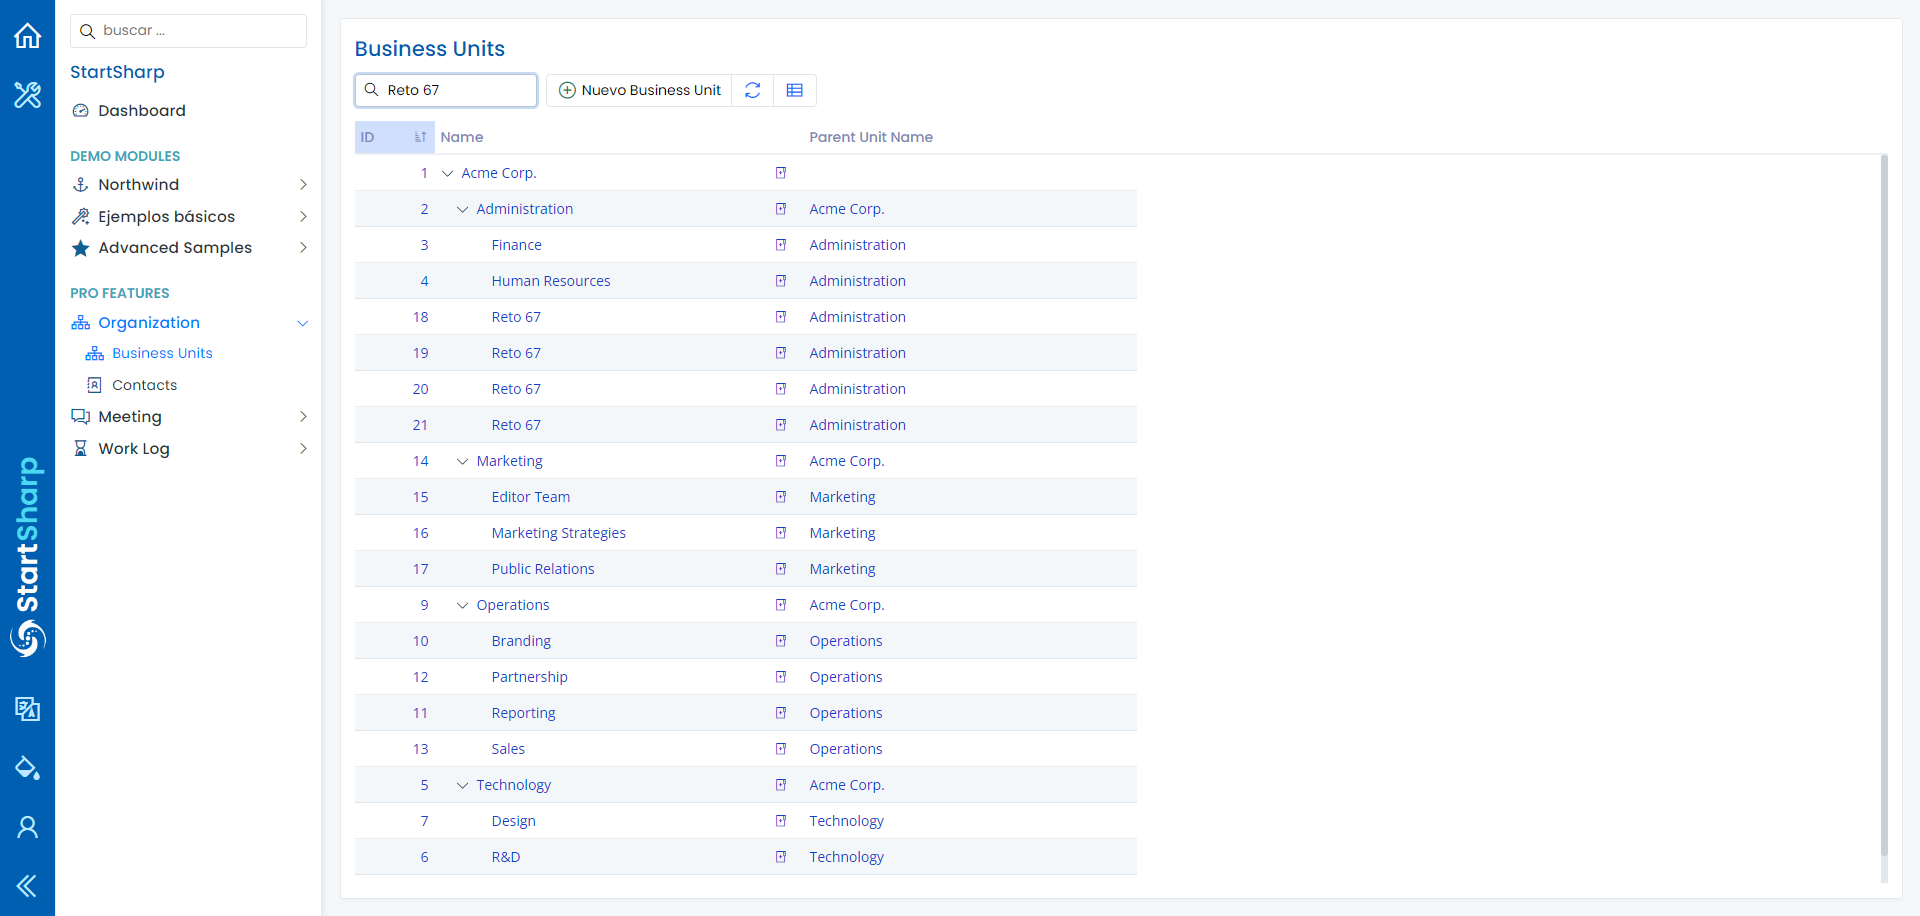 buscar ...
StartSharp
Dashboard
DEMO MODULES
Northwind
Ejemplos básicos
Advanced Samples
PRO FEATURES
Organization
Business Units
Contacts
Meeting
Work Log
StartSharp
Business Units
Reto 67
Nuevo Business Unit
ID Name Parent Unit Name
1 Acme Corp.
2 Administration Acme Corp.
3 Finance Administration
4 Human Resources Administration
18 Reto 67 Administration
19 Reto 67 Administration
20 Reto 67 Administration
21 Reto 67 Administration
14 Marketing Acme Corp.
15 Editor Team Marketing
16 Marketing Strategies Marketing
17 Public Relations Marketing
9 Operations Acme Corp.
10 Branding Operations
12 Partnership Operations
11 Reporting Operations
13 Sales Operations
5 Technology Acme Corp.
7 Design Technology
6 R&D Technology